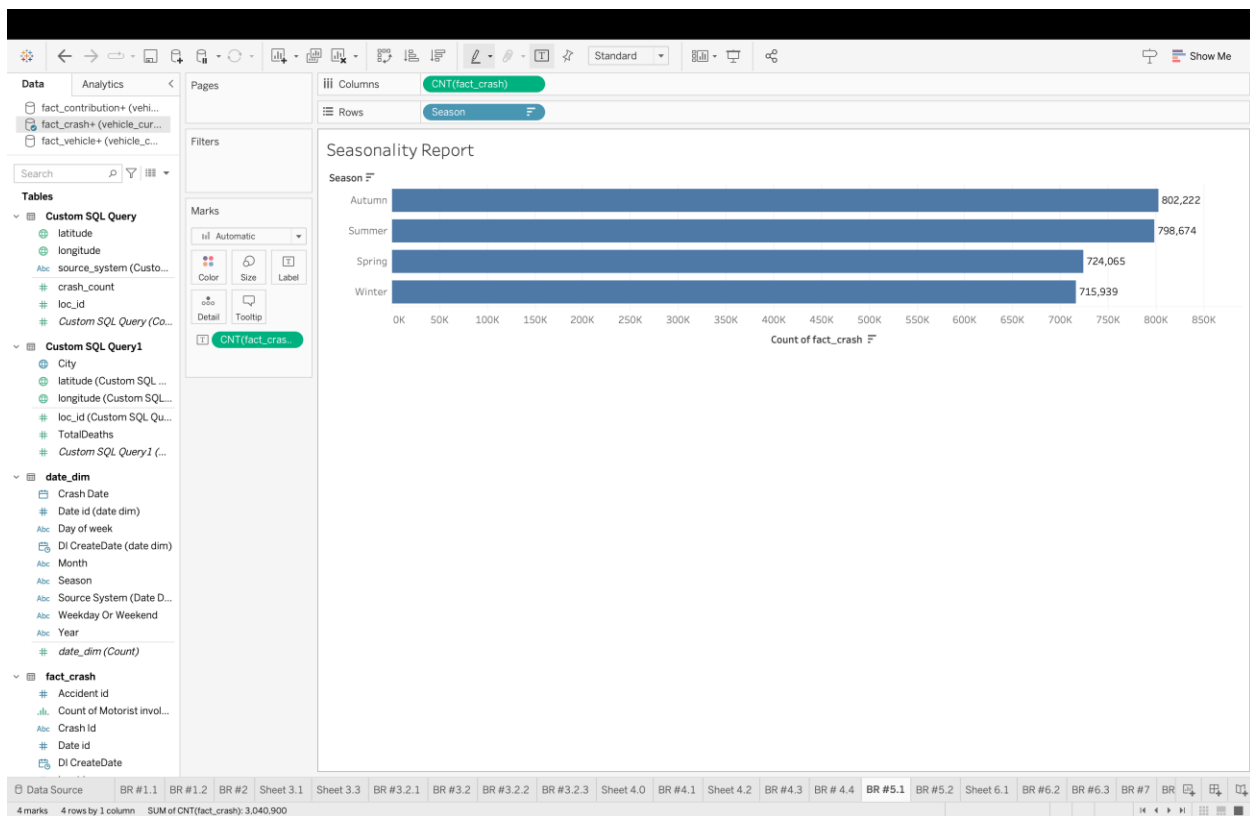 Standard
Show Me
Data
Analytics
Pages
Columns
CNT(fact_crash)
Rows
Season
fact_contribution+ (vehi...
fact_crash+ (vehicle_cur...
fact_vehicle+ (vehicle_c...
Search
Tables
Custom SQL Query
latitude
longitude
Abc source_system (Custo...
# crash_count
# loc_id
# Custom SQL Query (Co...
Custom SQL Query1
City
latitude (Custom SQL ...
longitude (Custom SQL...
# loc_id (Custom SQL Qu...
# TotalDeaths
# Custom SQL Query1 (...
date_dim
Crash Date
# Date id (date dim)
Abc Day of week
DI CreateDate (date dim)
Abc Month
Abc Season
Abc Source System (Date D...
Abc Weekday Or Weekend
Abc Year
# date_dim (Count)
fact_crash
# Accident id
Count of Motorist invol...
Abc Crash Id
# Date id
DI CreateDate
Filters
Marks
Automatic
Color Size Label
Detail Tooltip
CNT(fact_cras..
Seasonality Report
Season
Autumn 802,222
Summer 798,674
Spring 724,065
Winter 715,939
0K 50K 100K 150K 200K 250K 300K 350K 400K 450K 500K 550K 600K 650K 700K 750K 800K 850K
Count of fact_crash
Data Source BR #1.1 BR #1.2 BR #2 Sheet 3.1 Sheet 3.3 BR #3.2.1 BR #3.2 BR #3.2.2 BR #3.2.3 Sheet 4.0 BR #4.1 Sheet 4.2 BR #4.3 BR # 4.4 BR #5.1 BR #5.2 Sheet 6.1 BR #6.2 BR #6.3 BR #7 BR
4 marks 4 rows by 1 column SUM of CNT(fact_crash): 3,040,900